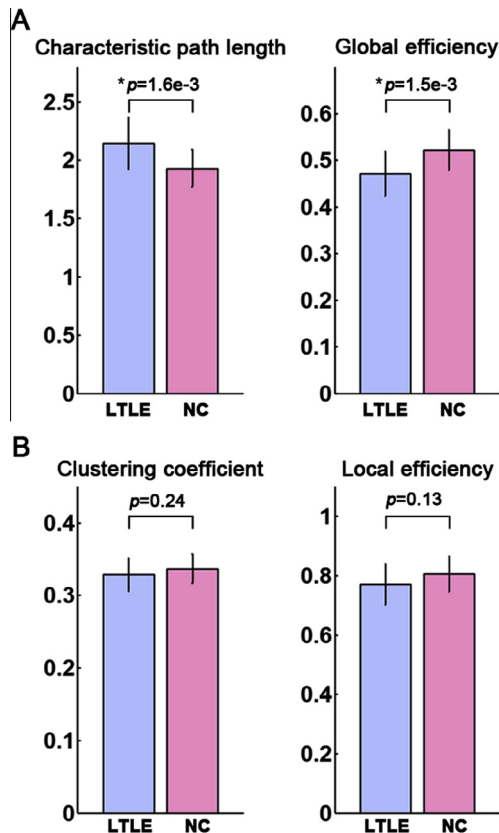 A
Characteristic path length
Global efficiency
* p=1.6e-3
* p=1.5e-3
2.5
2
1.5
1
0.5
0
LTLE NC
0.6
0.5
0.4
0.3
0.2
0.1
0
LTLE NC
B
Clustering coefficient
Local efficiency
p=0.24
p=0.13
0.4
0.3
0.2
0.1
0
LTLE NC
1
0.8
0.6
0.4
0.2
0
LTLE NC